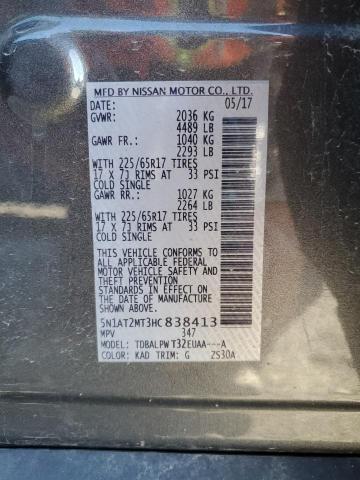 MFD BY NISSAN MOTOR CO., LTD.
DATE: 05/17
GVWR: 2036 KG
4489 LB
GAWR FR.: 1040 KG
2293 LB
WITH 225/65R17 TIRES
17 X 7J RIMS AT 33 PSI
COLD SINGLE
GAWR RR.: 1027 KG
2264 LB
WITH 225/65R17 TIRES
17 X 7J RIMS AT 33 PSI
COLD SINGLE
THIS VEHICLE CONFORMS TO
ALL APPLICABLE FEDERAL
MOTOR VEHICLE SAFETY
AND THEFT PREVENTION
STANDARDS IN EFFECT
ON THE DATE OF
MANUFACTURE SHOWN
ABOVE.
5N1AT2MT3HC838413
MPV 347
MODEL: TDBALPWT32EUAA---A
COLOR: KAD TRIM: G ZS30A